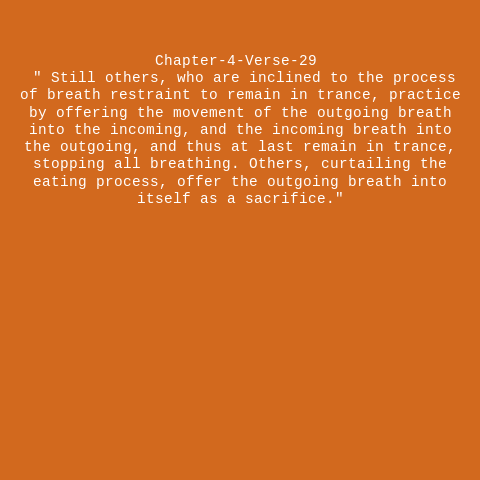 Chapter-4-Verse-29
" Still others, who are inclined to the process
of breath restraint to remain in trance, practice
by offering the movement of the outgoing breath
into the incoming, and the incoming breath into
the outgoing, and thus at last remain in trance,
stopping all breathing. Others, curtailing the
eating process, offer the outgoing breath into
itself as a sacrifice."